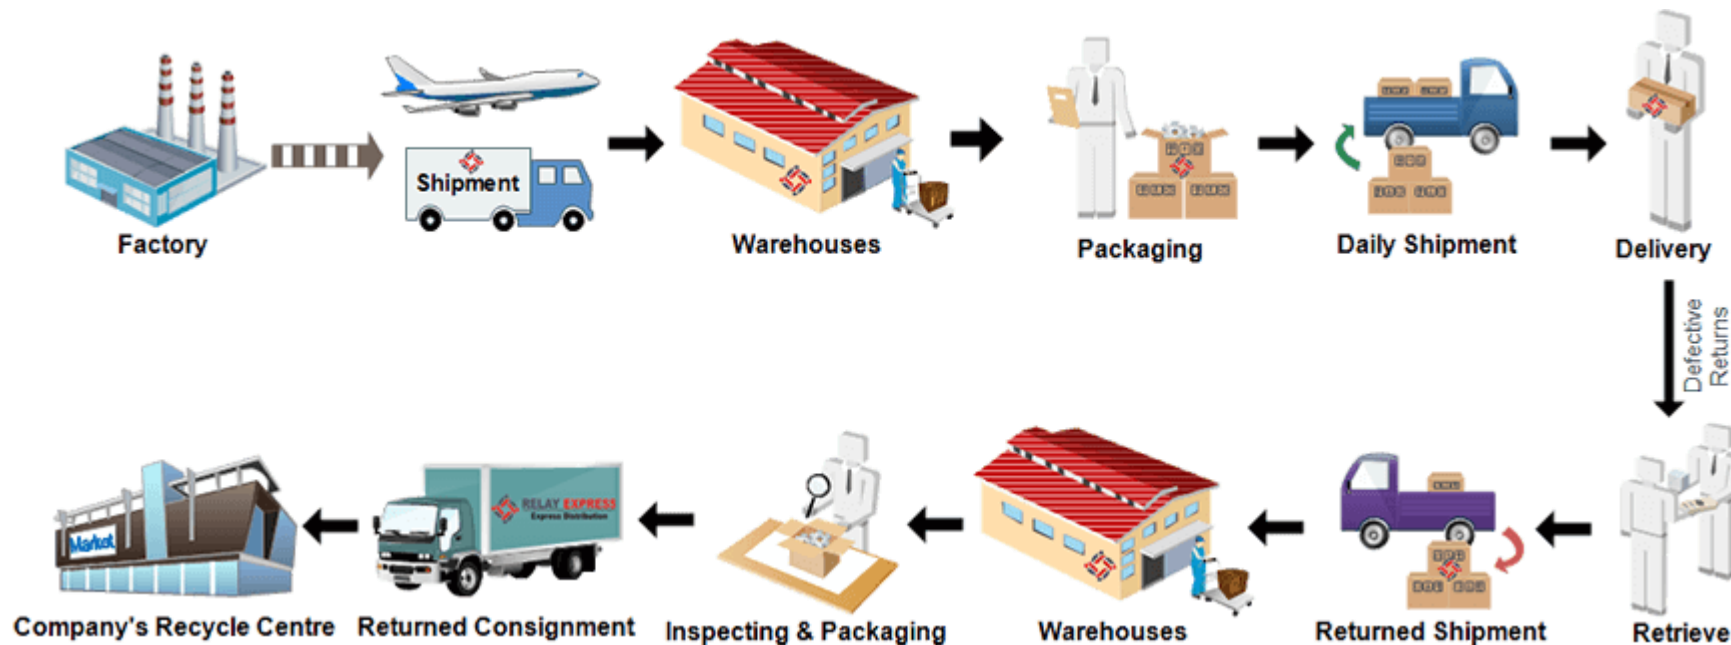 Shipment
Factory
Warehouses
Packaging
Daily Shipment
Delivery
Defective
Returns
Market
RELAY EXPRESS
Express Distribution
Company's Recycle Centre
Returned Consignment
Inspecting & Packaging
Warehouses
Returned Shipment
Retrieve